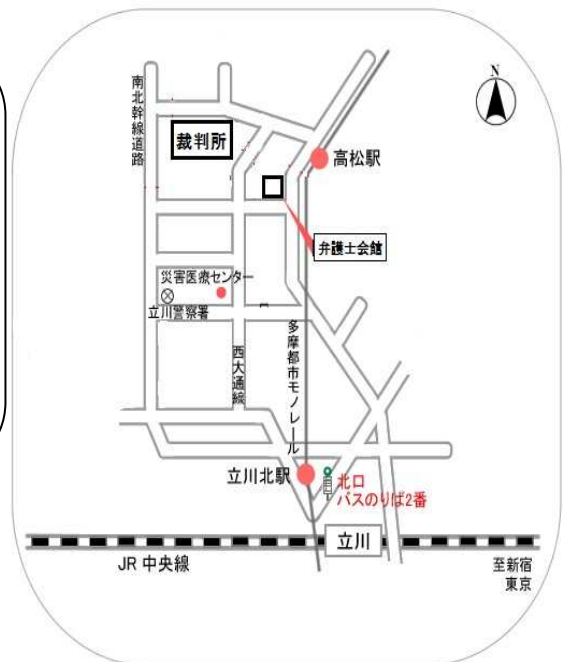 N
南北幹線道路
裁判所
高松駅
弁護士会館
災害医療センター
立川警察署
西大通線
多摩都市モノレール
立川北駅
北口
バスのりば2番
立川
JR 中央線
至新宿
東京